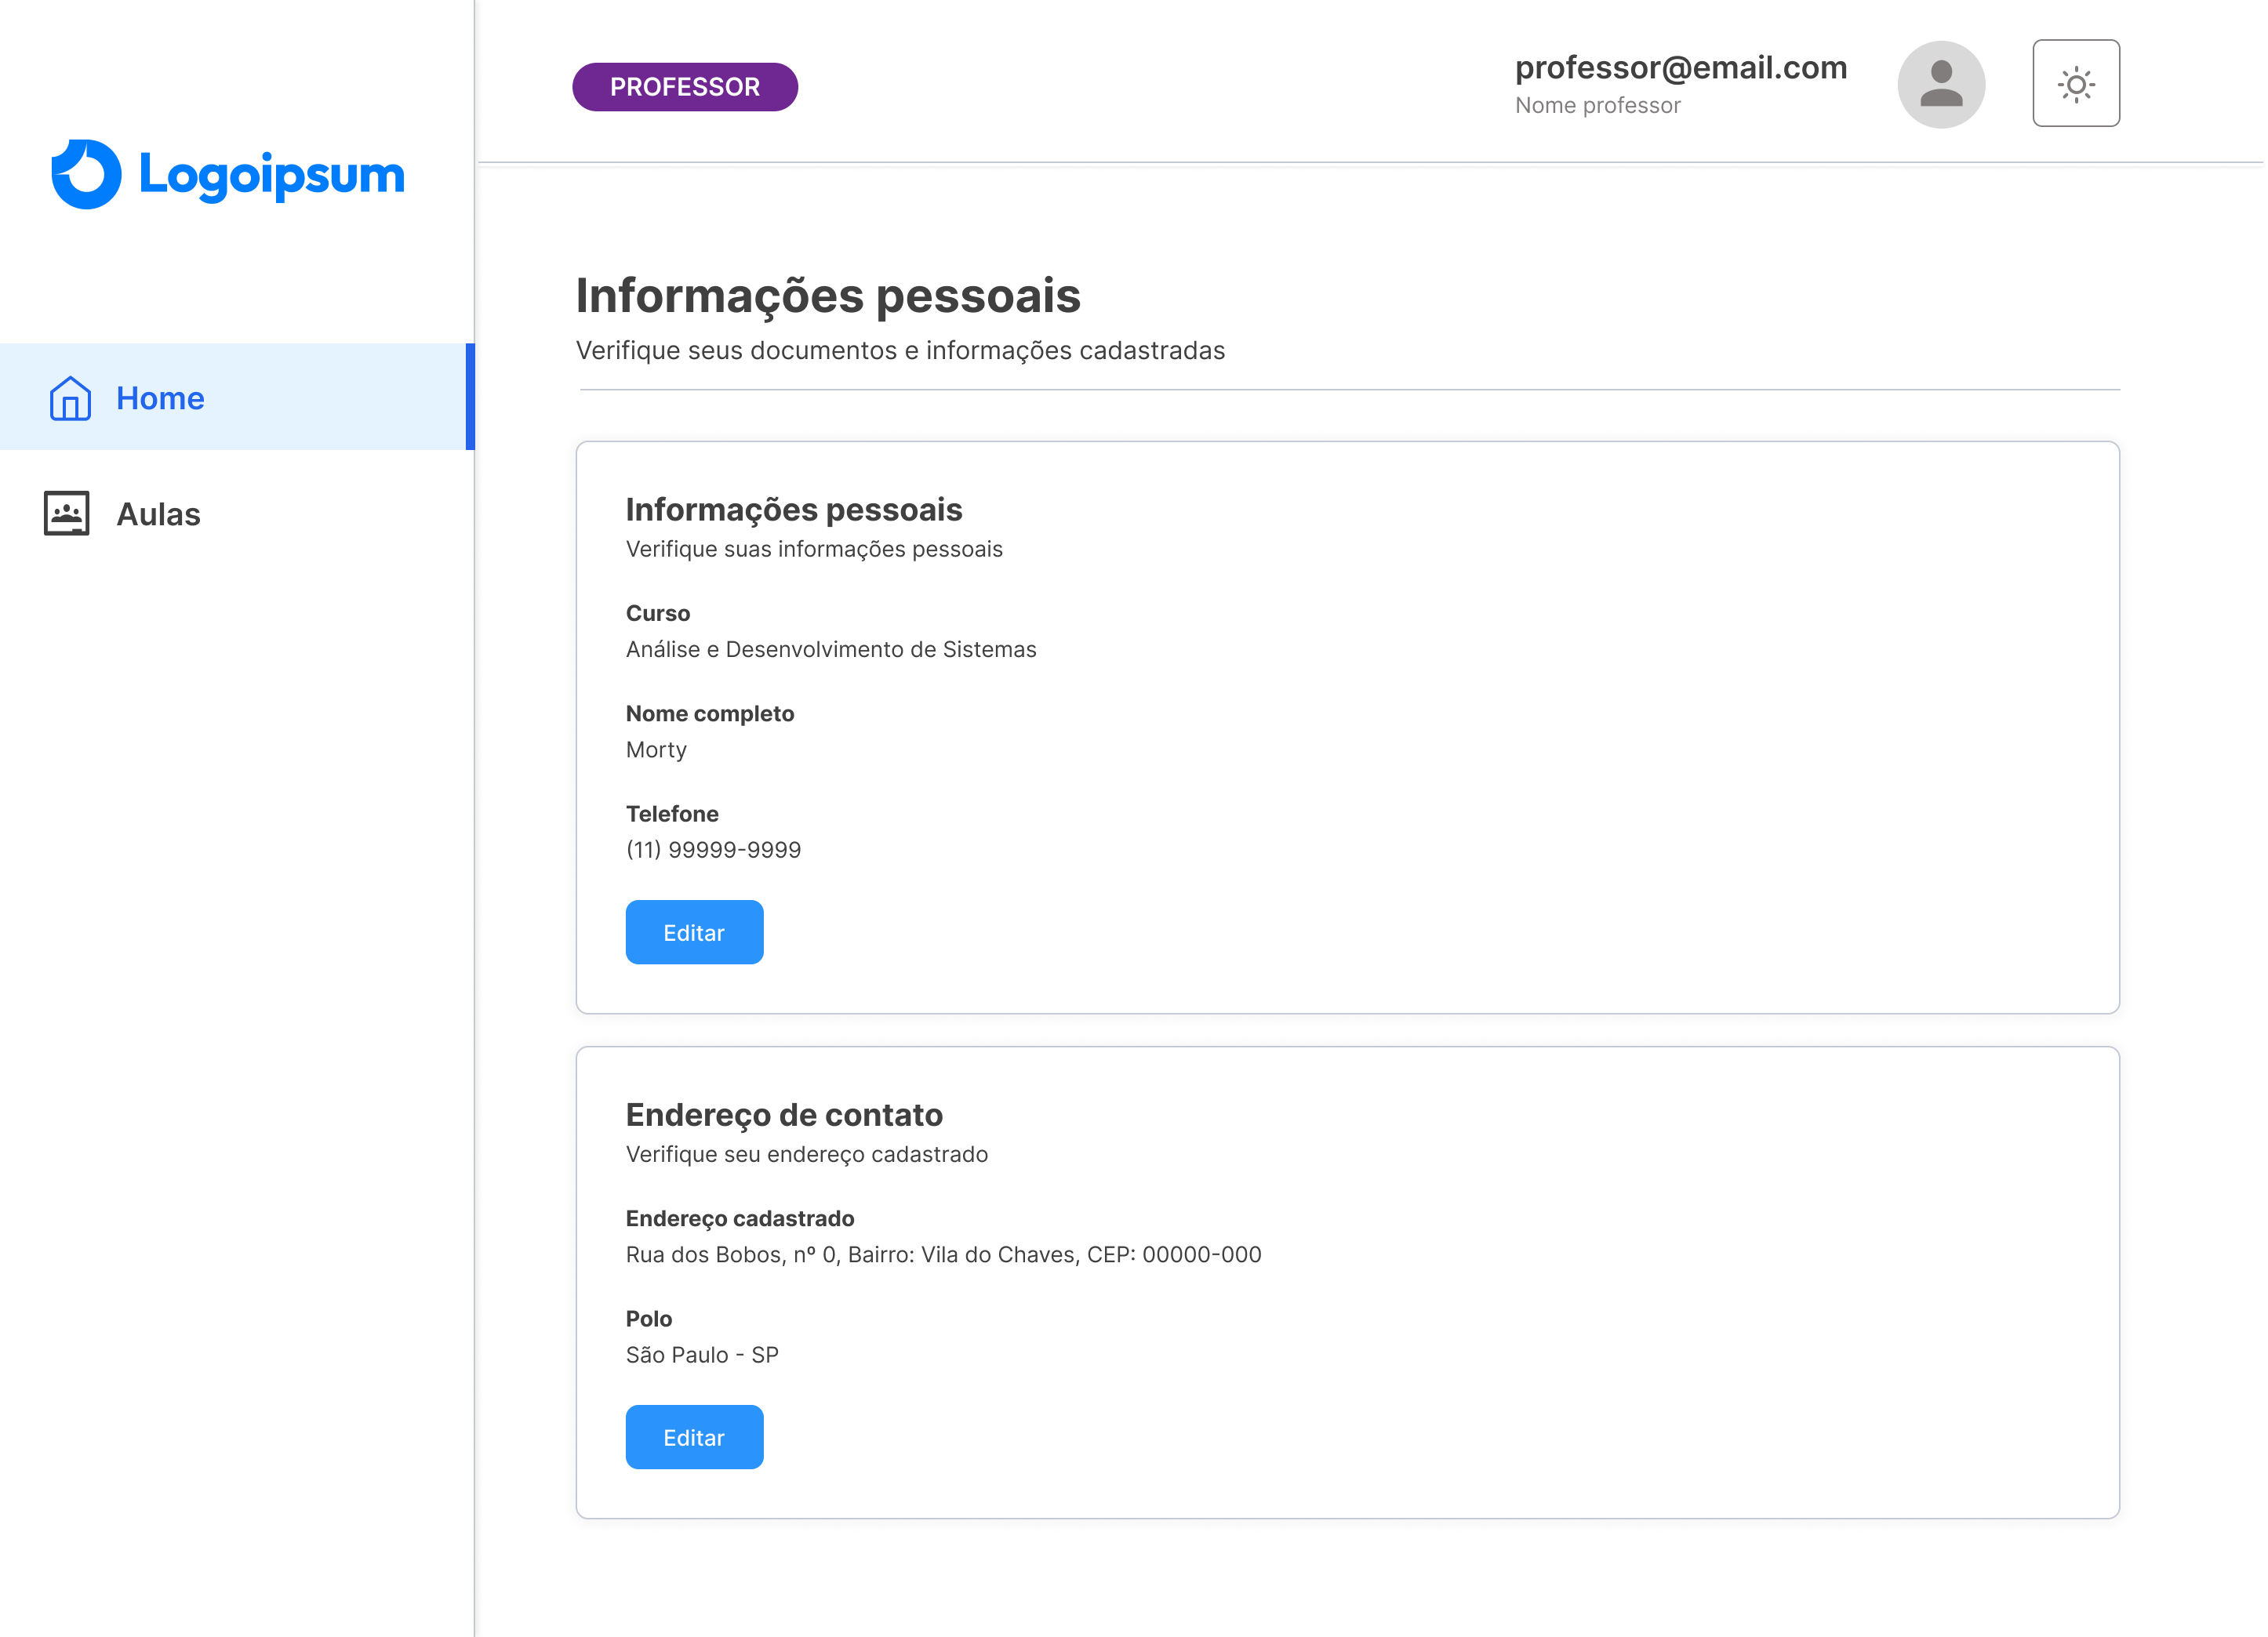 Logoipsum
Home
Aulas
PROFESSOR
professor@email.com
Nome professor
Informações pessoais
Verifique seus documentos e informações cadastradas
Informações pessoais
Verifique suas informações pessoais
Curso
Análise e Desenvolvimento de Sistemas
Nome completo
Morty
Telefone
(11) 99999-9999
Editar
Endereço de contato
Verifique seu endereço cadastrado
Endereço cadastrado
Rua dos Bobos, nº 0, Bairro: Vila do Chaves, CEP: 00000-000
Polo
São Paulo - SP
Editar